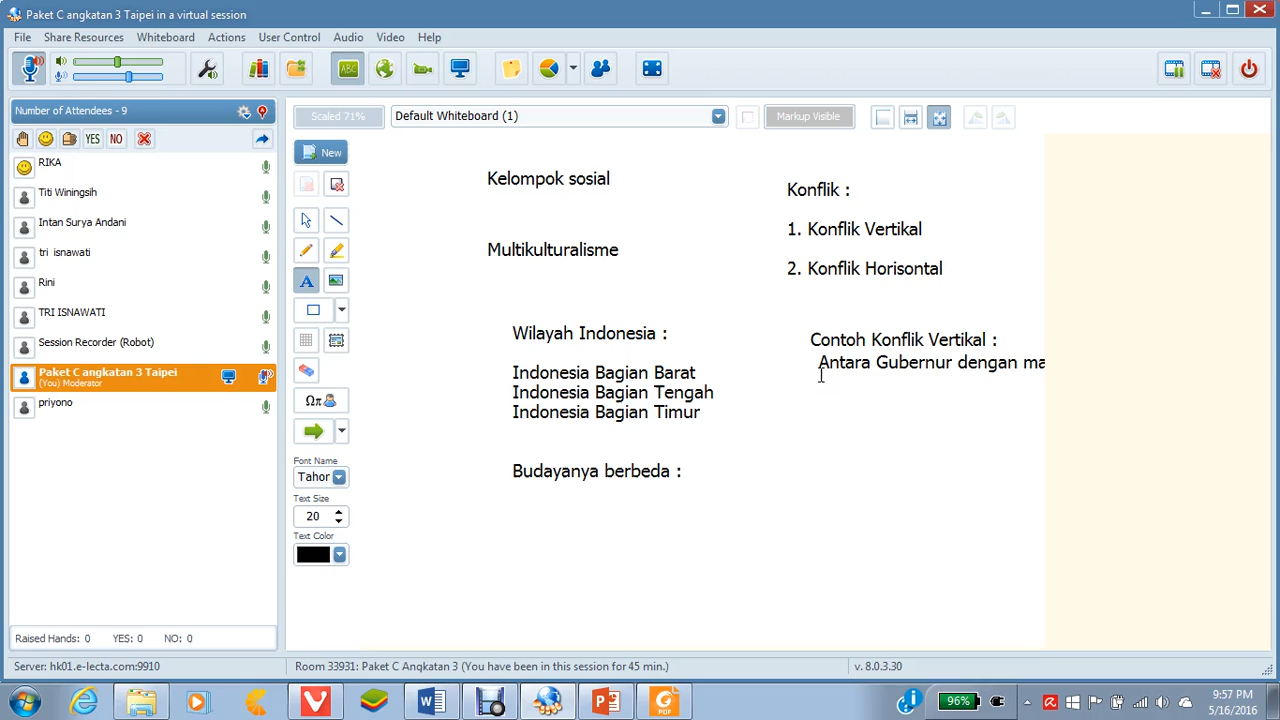 Paket C angkatan 3 Taipei in a virtual session
File Share Resources Whiteboard Actions User Control Audio Video Help
ABC
Number of Attendees - 9
YES NO
RIKA
Titi Winingsih
Intan Surya Andani
tri isnawati
Rini
TRI ISNAWATI
Session Recorder (Robot)
Paket C angkatan 3 Taipei
(You) Moderator
priyono
Raised Hands: 0 YES: 0 NO: 0
Scaled 71%
Default Whiteboard (1)
Markup Visible
New
A
Ωπ
Font Name
Tahor
Text Size
20
Text Color
Kelompok sosial
Multikulturalisme
Wilayah Indonesia :
Indonesia Bagian Barat
Indonesia Bagian Tengah
Indonesia Bagian Timur
Budayanya berbeda :
Konflik :
1. Konflik Vertikal
2. Konflik Horisontal
Contoh Konflik Vertikal :
Antara Gubernur dengan ma
Server: hk01.e-lecta.com:9910
Room 33931: Paket C Angkatan 3 (You have been in this session for 45 min.)
v. 8.0.3.30
PDF
96%
9:57 PM
5/16/2016